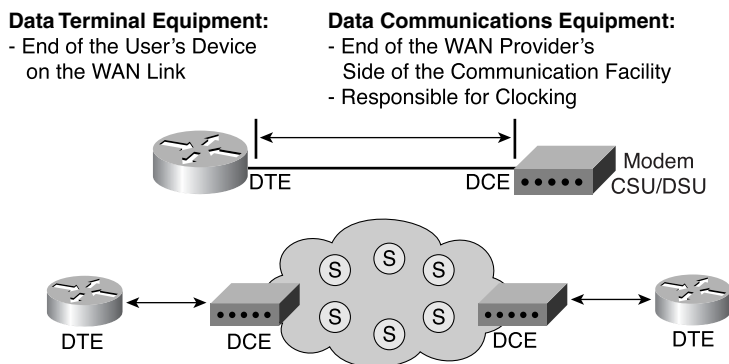 Data Terminal Equipment:
- End of the User's Device
on the WAN Link
Data Communications Equipment:
- End of the WAN Provider's
Side of the Communication Facility
- Responsible for Clocking
DTE
DCE
Modem
CSU/DSU
S
S
S
S
S
S
DTE
DCE
DCE
DTE